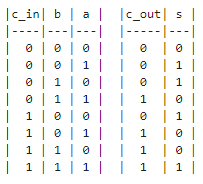 |c_in| b | a |  |c_out| s |
|----|---|---|  |-----|---|
|  0 | 0 | 0 |  |  0  | 0 |
|  0 | 0 | 1 |  |  0  | 1 |
|  0 | 1 | 0 |  |  0  | 1 |
|  0 | 1 | 1 |  |  1  | 0 |
|  1 | 0 | 0 |  |  0  | 1 |
|  1 | 0 | 1 |  |  1  | 0 |
|  1 | 1 | 0 |  |  1  | 0 |
|  1 | 1 | 1 |  |  1  | 1 |